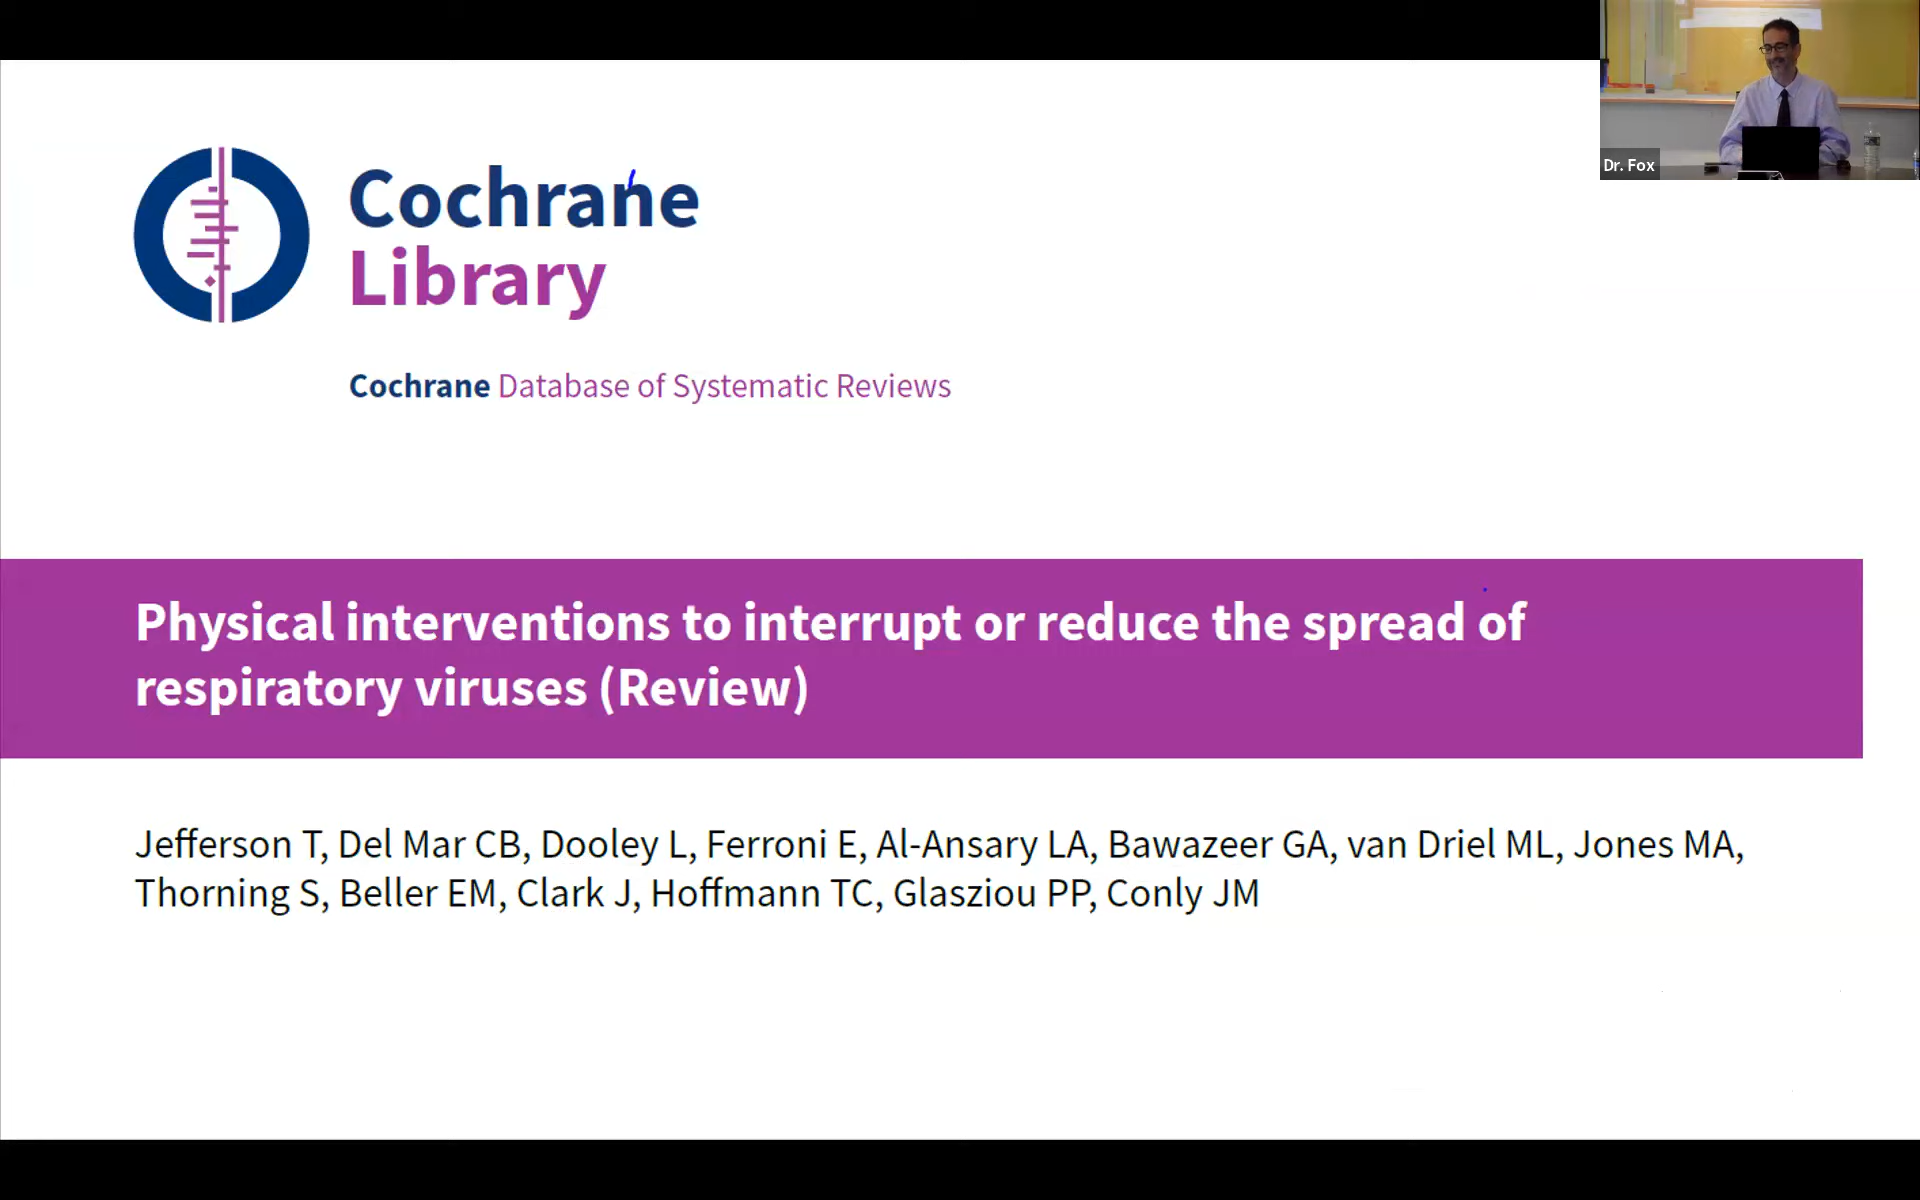 Cochrane
Library
Cochrane Database of Systematic Reviews
Dr. Fox
Physical interventions to interrupt or reduce the spread of
respiratory viruses (Review)
Jefferson T, Del Mar CB, Dooley L, Ferroni E, Al-Ansary LA, Bawazeer GA, van Driel ML, Jones MA,
Thorning S, Beller EM, Clark J, Hoffmann TC, Glasziou PP, Conly JM